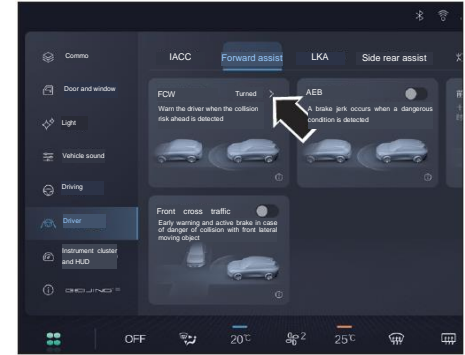 Commo
IACC
Forward assist
LKA
Side rear assist
Door and window
FCW
Turned
Warn the driver when the collision
risk ahead is detected
AEB
A brake jerk occurs when a dangerous
condition is detected
Light
Vehicle sound
Driving
Driver
Front cross traffic
Early warning and active brake in case
of danger of collision with front lateral
moving object
Instrument cluster
and HUD
BEIJING
OFF
20℃
2
25℃